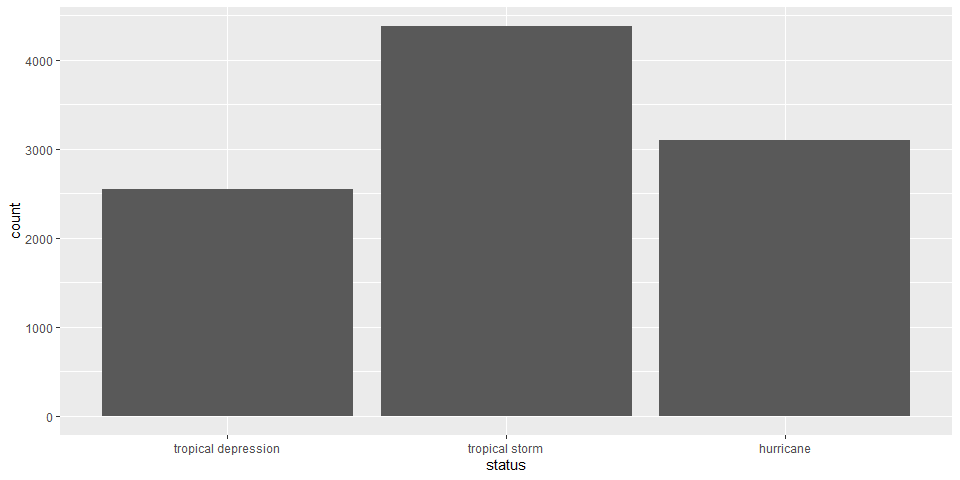 count
4000
3000
2000
1000
0
tropical depression
tropical storm
hurricane
status